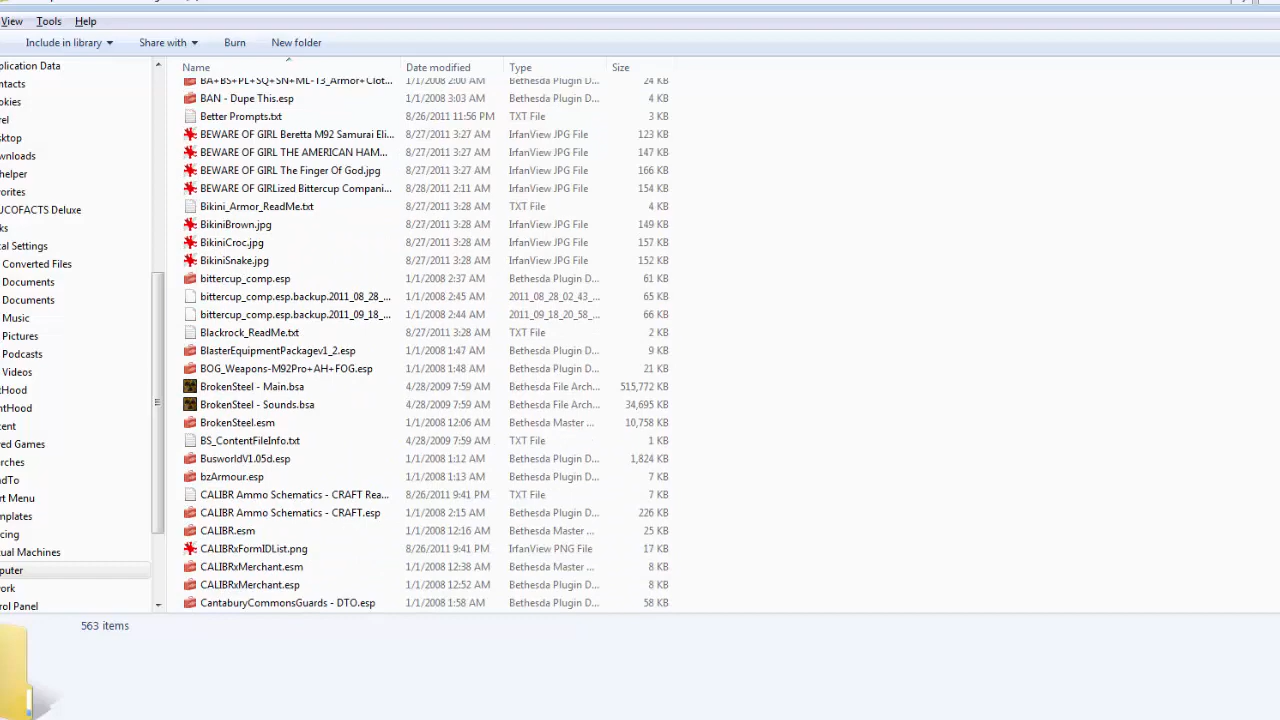 View Tools Help
Include in library Share with Burn New folder
Name Date modified Type Size
plication Data
ntacts
okies
rel
sktop
wnloads
helper
vorites
UCOFACTS Deluxe
ks
cal Settings
Converted Files
Documents
Documents
Music
Pictures
Podcasts
Videos
tHood
intHood
cent
ved Games
arches
ndTo
rt Menu
mplates
cing
tual Machines
puter
work
trol Panel
BA+BS+PL+SQ+SN+ML-T3_Armor+Clot... 1/1/2008 2:00 AM Bethesda Plugin D... 24 KB
BAN - Dupe This.esp 1/1/2008 3:03 AM Bethesda Plugin D... 4 KB
Better Prompts.txt 8/26/2011 11:56 PM TXT File 3 KB
BEWARE OF GIRL Beretta M92 Samurai Eli... 8/27/2011 3:27 AM IrfanView JPG File 123 KB
BEWARE OF GIRL THE AMERICAN HAM... 8/27/2011 3:27 AM IrfanView JPG File 147 KB
BEWARE OF GIRL The Finger Of God.jpg 8/27/2011 3:27 AM IrfanView JPG File 166 KB
BEWARE OF GIRLized Bittercup Compani... 8/28/2011 2:11 AM IrfanView JPG File 154 KB
Bikini_Armor_ReadMe.txt 8/27/2011 3:28 AM TXT File 4 KB
BikiniBrown.jpg 8/27/2011 3:28 AM IrfanView JPG File 149 KB
BikiniCroc.jpg 8/27/2011 3:28 AM IrfanView JPG File 157 KB
BikiniSnake.jpg 8/27/2011 3:28 AM IrfanView JPG File 152 KB
bittercup_comp.esp 1/1/2008 2:37 AM Bethesda Plugin D... 61 KB
bittercup_comp.esp.backup.2011_08_28_... 1/1/2008 2:45 AM 2011_08_28_02_43_... 65 KB
bittercup_comp.esp.backup.2011_09_18_... 1/1/2008 2:44 AM 2011_09_18_20_58_... 66 KB
Blackrock_ReadMe.txt 8/27/2011 3:28 AM TXT File 2 KB
BlasterEquipmentPackagev1_2.esp 1/1/2008 1:47 AM Bethesda Plugin D... 9 KB
BOG_Weapons-M92Pro+AH+FOG.esp 1/1/2008 1:48 AM Bethesda Plugin D... 21 KB
BrokenSteel - Main.bsa 4/28/2009 7:59 AM Bethesda File Arch... 515,772 KB
BrokenSteel - Sounds.bsa 4/28/2009 7:59 AM Bethesda File Arch... 34,695 KB
BrokenSteel.esm 1/1/2008 12:06 AM Bethesda Master ... 10,758 KB
BS_ContentFileInfo.txt 4/28/2009 7:59 AM TXT File 1 KB
BusworldV1.05d.esp 1/1/2008 1:12 AM Bethesda Plugin D... 1,824 KB
bzArmour.esp 1/1/2008 1:13 AM Bethesda Plugin D... 7 KB
CALIBR Ammo Schematics - CRAFT Rea... 8/26/2011 9:41 PM TXT File 7 KB
CALIBR Ammo Schematics - CRAFT.esp 1/1/2008 2:15 AM Bethesda Plugin D... 226 KB
CALIBR.esm 1/1/2008 12:16 AM Bethesda Master ... 25 KB
CALIBRxFormIDList.png 8/26/2011 9:41 PM IrfanView PNG File 17 KB
CALIBRxMerchant.esm 1/1/2008 12:38 AM Bethesda Master ... 8 KB
CALIBRxMerchant.esp 1/1/2008 12:52 AM Bethesda Plugin D... 8 KB
CantaburyCommonsGuards - DTO.esp 1/1/2008 1:58 AM Bethesda Plugin D... 58 KB
563 items